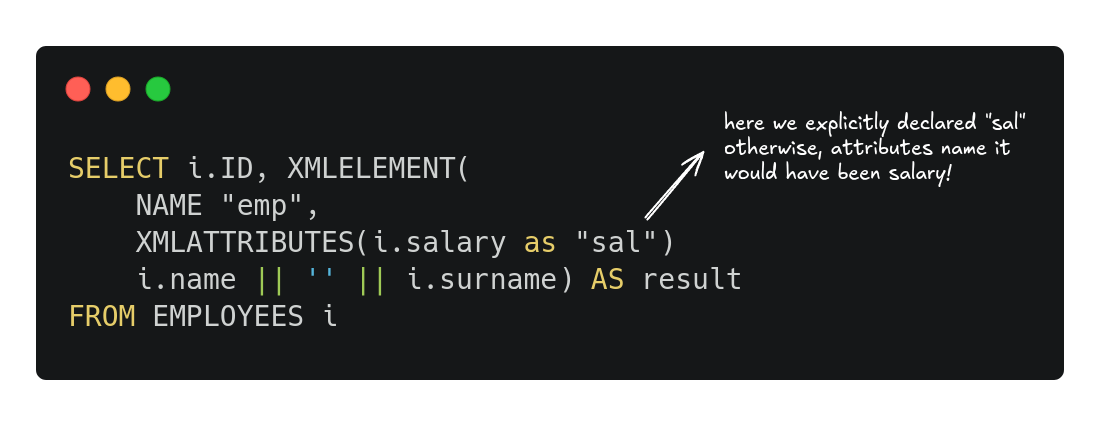 here we explicitly declared "sal"
otherwise, attributes name it
would have been salary!
SELECT i.ID, XMLELEMENT(
    NAME "emp",
    XMLATTRIBUTES(i.salary as "sal")
    i.name || '' || i.surname) AS result
FROM EMPLOYEES i